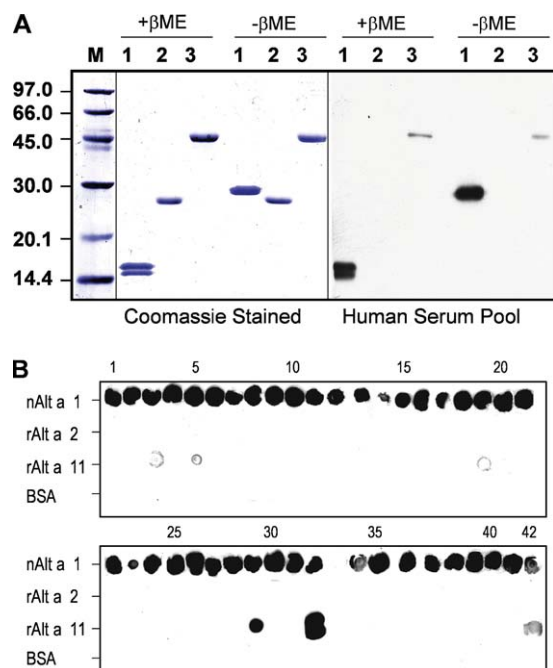 A
+βME -βME +βME -βME
M 1 2 3 1 2 3 1 2 3 1 2 3
97.0
66.0
45.0
30.0
20.1
14.4
Coomassie Stained Human Serum Pool
B
1 5 10 15 20
nAlt a 1
rAlt a 2
rAlt a 11
BSA
25 30 35 40 42
nAlt a 1
rAlt a 2
rAlt a 11
BSA